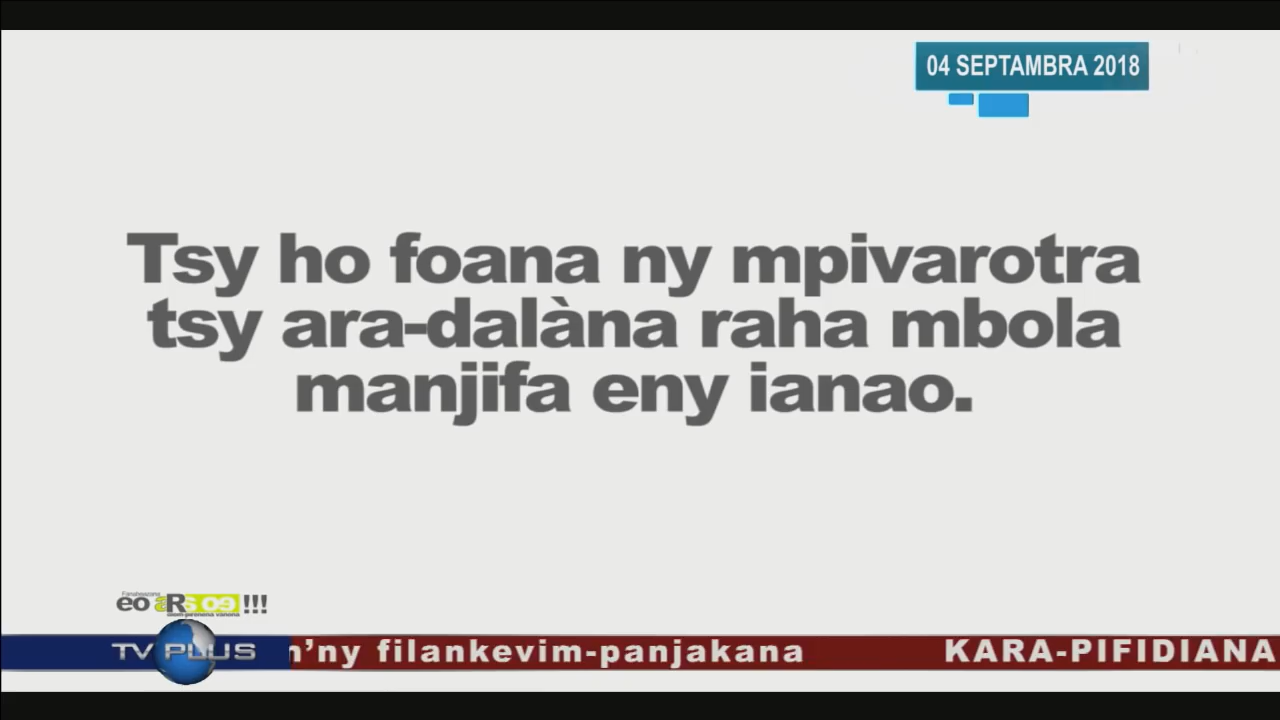 04 SEPTAMBRA 2018
Tsy ho foana ny mpivarotra
tsy ara-dalàna raha mbola
manjifa eny ianao.
eo !!!
TV PLUS
n'ny filankevim-panjakana KARA-PIFIDIANA